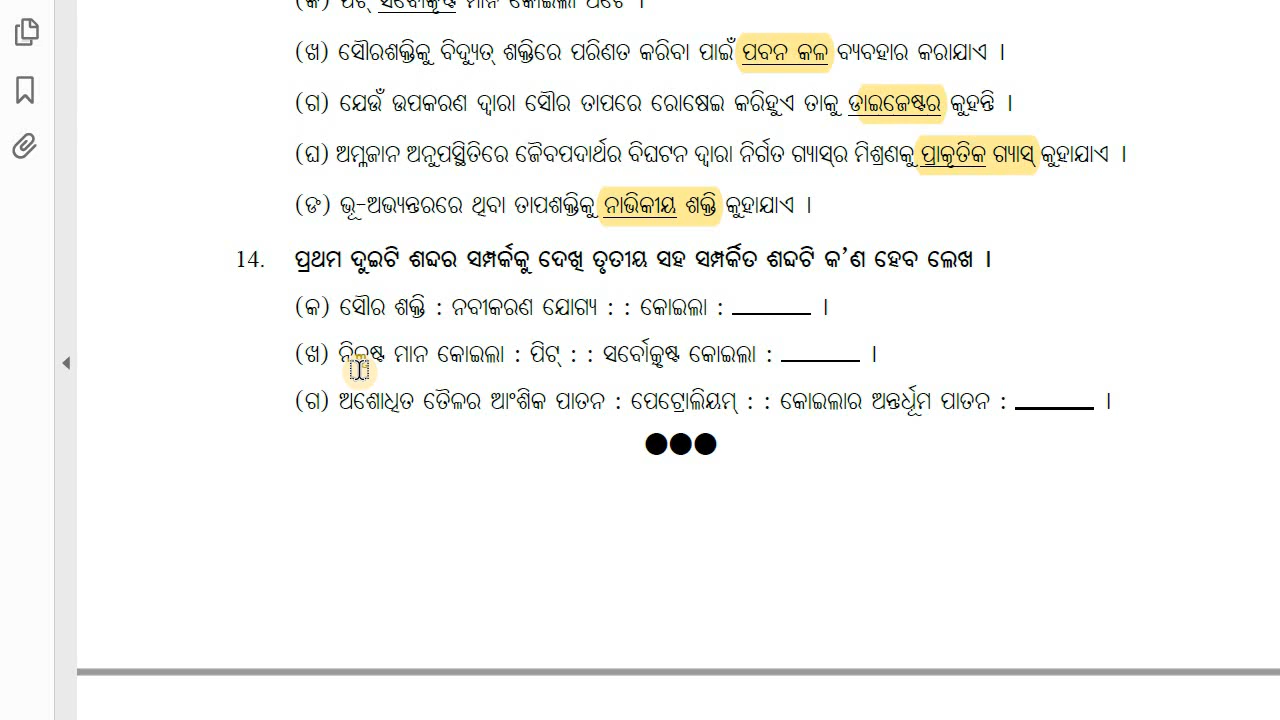 (କ) ପିଟ୍ ସର୍ବୋତ୍କୃଷ୍ଟ ମାନ କୋଇଲା ଅଟେ ।
(ଖ) ସୌରଶକ୍ତିକୁ ବିଦ୍ୟୁତ୍ ଶକ୍ତିରେ ପରିଣତ କରିବା ପାଇଁ ପବନ କଳ ବ୍ୟବହାର କରାଯାଏ ।
(ଗ) ଯେଉଁ ଉପକରଣ ଦ୍ୱାରା ସୌର ତାପରେ ରୋଷେଇ କରିହୁଏ ତାକୁ ଡାଇଜେଷ୍ଟର କୁହନ୍ତି ।
(ଘ) ଅମ୍ଳଜାନ ଅନୁପସ୍ଥିତିରେ ଜୈବପଦାର୍ଥର ବିଘଟନ ଦ୍ୱାରା ନିର୍ଗତ ଗ୍ୟାସ୍‌ର ମିଶ୍ରଣକୁ ପ୍ରାକୃତିକ ଗ୍ୟାସ୍ କୁହାଯାଏ ।
(ଙ) ଭୂ-ଅଭ୍ୟନ୍ତରରେ ଥିବା ତାପଶକ୍ତିକୁ ନାଭିକୀୟ ଶକ୍ତି କୁହାଯାଏ ।
14. ପ୍ରଥମ ଦୁଇଟି ଶବ୍ଦର ସମ୍ପର୍କକୁ ଦେଖି ତୃତୀୟ ସହ ସମ୍ପର୍କିତ ଶବ୍ଦଟି କ'ଣ ହେବ ଲେଖ ।
(କ) ସୌର ଶକ୍ତି : ନବୀକରଣ ଯୋଗ୍ୟ : : କୋଇଲା : ______ ।
(ଖ) ନିକୃଷ୍ଟ ମାନ କୋଇଲା : ପିଟ୍ : : ସର୍ବୋତ୍କୃଷ୍ଟ କୋଇଲା : ______ ।
(ଗ) ଅଶୋଧିତ ତୈଳର ଆଂଶିକ ପାତନ : ପେଟ୍ରୋଲିୟମ୍ : : କୋଇଲାର ଅନ୍ତର୍ଧୂମ ପାତନ : ______ ।